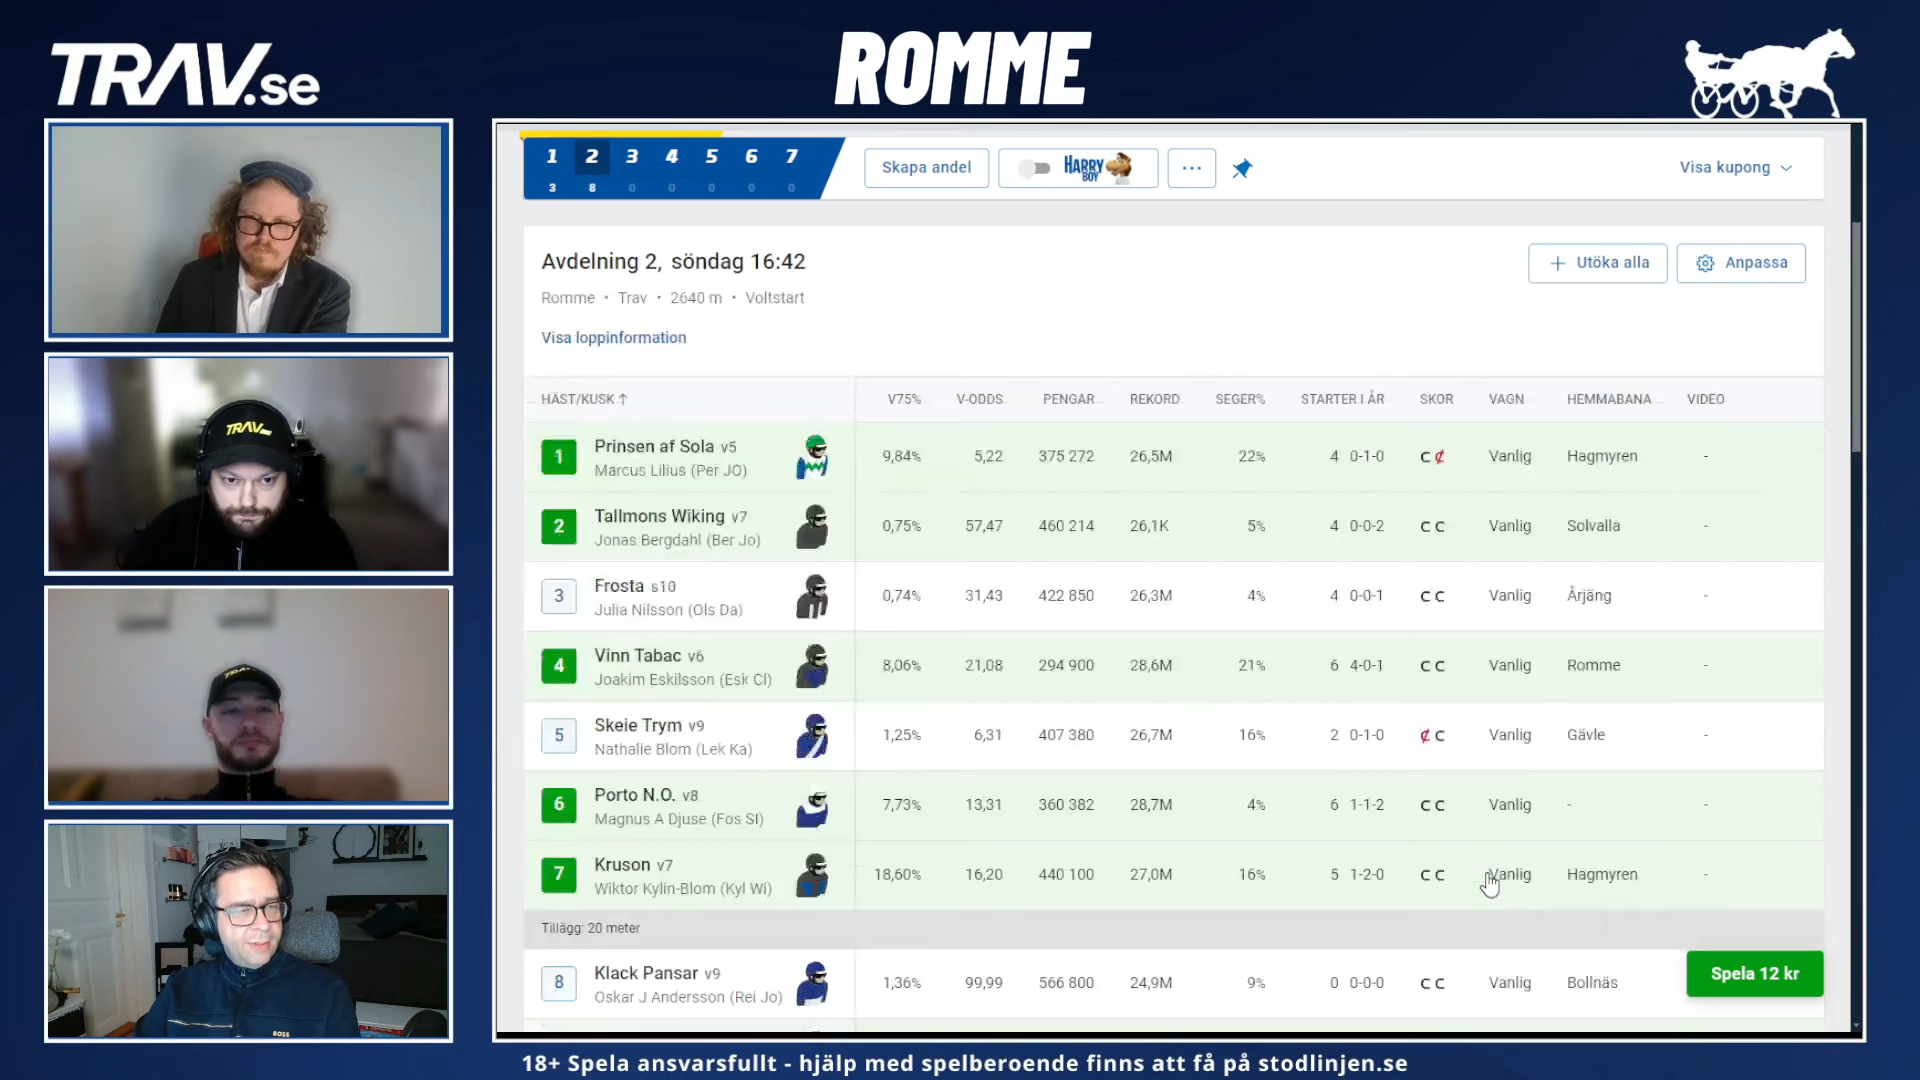 TRAV.se
ROMME
1 2 3 4 5 6 7
3 8 0 0 0 0 0
Skapa andel
HARRY BOY
...
Visa kupong
Avdelning 2, söndag 16:42
Utöka alla
Anpassa
Romme • Trav • 2640 m • Voltstart
Visa loppinformation
HÄST/KUSK↑ V75% V-ODDS PENGAR REKORD SEGER% STARTER I ÅR SKOR VAGN HEMMABANA VIDEO
1 Prinsen af Sola v5 9,84% 5,22 375 272 26,5M 22% 4 0-1-0 C ₵ Vanlig Hagmyren -
Marcus Lilius (Per JO)
2 Tallmons Wiking v7 0,75% 57,47 460 214 26,1K 5% 4 0-0-2 C C Vanlig Solvalla -
Jonas Bergdahl (Ber Jo)
3 Frosta s10 0,74% 31,43 422 850 26,3M 4% 4 0-0-1 C C Vanlig Årjäng -
Julia Nilsson (Ols Da)
4 Vinn Tabac v6 8,06% 21,08 294 900 28,6M 21% 6 4-0-1 C C Vanlig Romme -
Joakim Eskilsson (Esk Cl)
5 Skeie Trym v9 1,25% 6,31 407 380 26,7M 16% 2 0-1-0 ₵ C Vanlig Gävle -
Nathalie Blom (Lek Ka)
6 Porto N.O. v8 7,73% 13,31 360 382 28,7M 4% 6 1-1-2 C C Vanlig - -
Magnus A Djuse (Fos SI)
7 Kruson v7 18,60% 16,20 440 100 27,0M 16% 5 1-2-0 C C Vanlig Hagmyren -
Wiktor Kylin-Blom (Kyl Wi)
Tillägg: 20 meter
8 Klack Pansar v9 1,36% 99,99 566 800 24,9M 9% 0 0-0-0 C C Vanlig Bollnäs
Oskar J Andersson (Rei Jo)
Spela 12 kr
TRAV.se
BOSS
18+ Spela ansvarsfullt - hjälp med spelberoende finns att få på stodlinjen.se